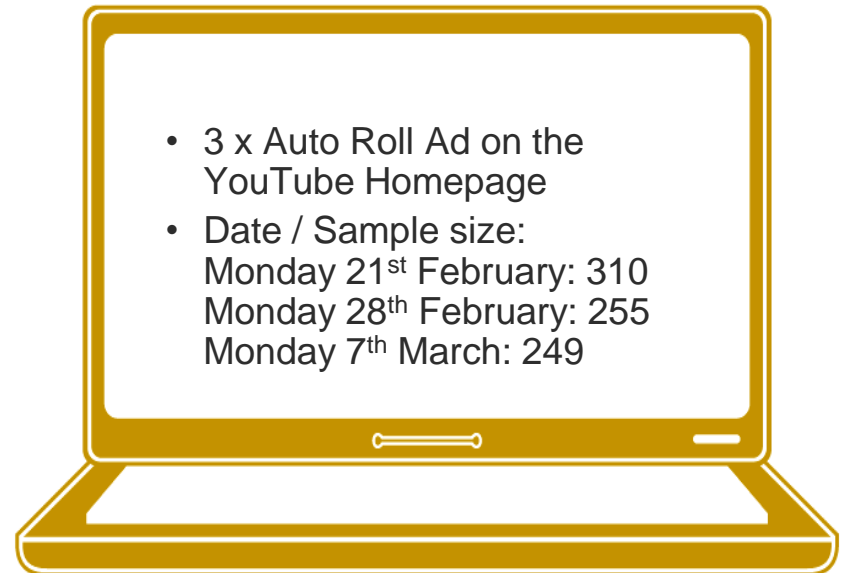 • 3 x Auto Roll Ad on the
YouTube Homepage
• Date / Sample size:
Monday 21st February: 310
Monday 28th February: 255
Monday 7th March: 249